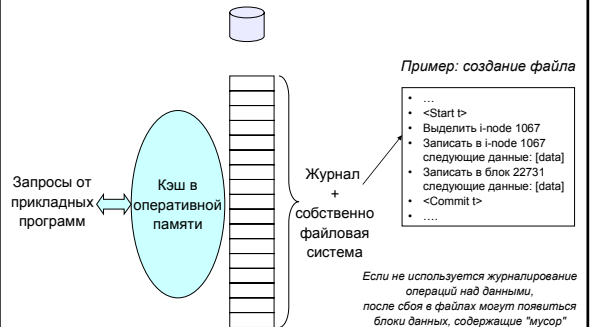 Пример: создание файла
• …
• <Start t>
• Выделить i-node 1067
• Записать в i-node 1067
следующие данные: [data]
• Записать в блок 22731
следующие данные: [data]
• <Commit t>
• ….
Запросы от
прикладных
программ
Кэш в
оперативной
памяти
Журнал
+
собственно
файловая
система
Если не используется журналирование
операций над данными,
после сбоя в файлах могут появиться
блоки данных, содержащие "мусор"